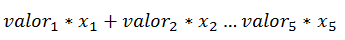 valor₁ * x₁ + valor₂ * x₂ … valor₅ * x₅